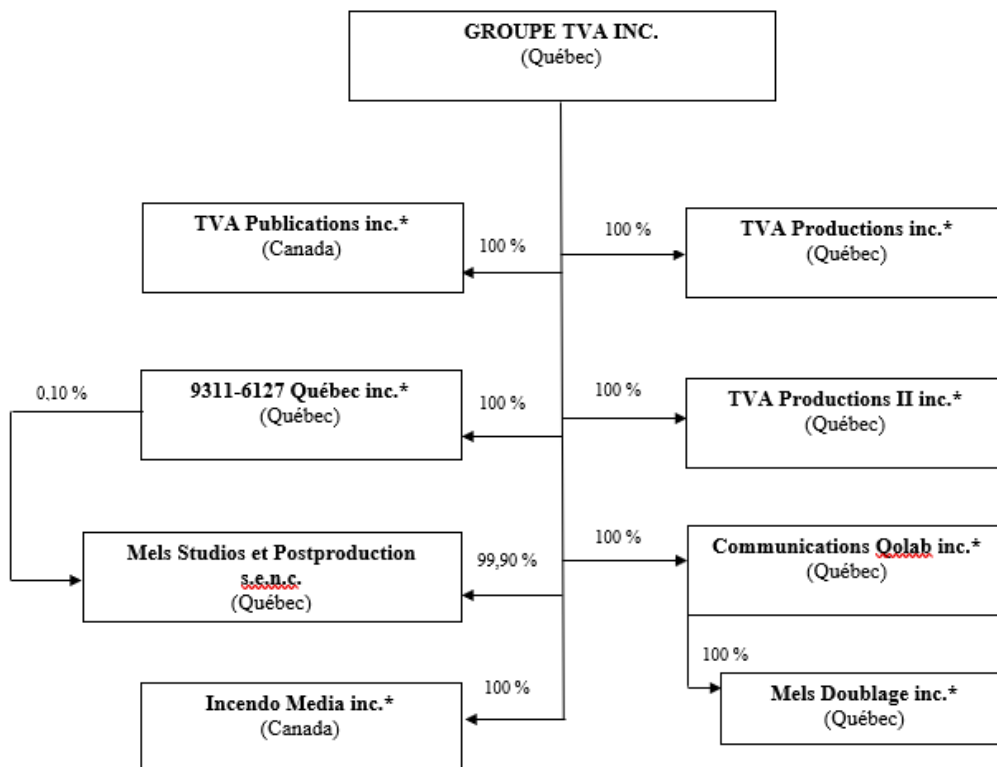 GROUPE TVA INC.
(Québec)
TVA Publications inc.*
(Canada)
100 %
100 %
TVA Productions inc.*
(Québec)
0,10 %
9311-6127 Québec inc.*
(Québec)
100 %
100 %
TVA Productions II inc.*
(Québec)
Mels Studios et Postproduction
s.e.n.c.
(Québec)
99,90 %
100 %
Communications Qolab inc.*
(Québec)
100 %
Mels Doublage inc.*
(Québec)
Incendo Media inc.*
(Canada)
100 %